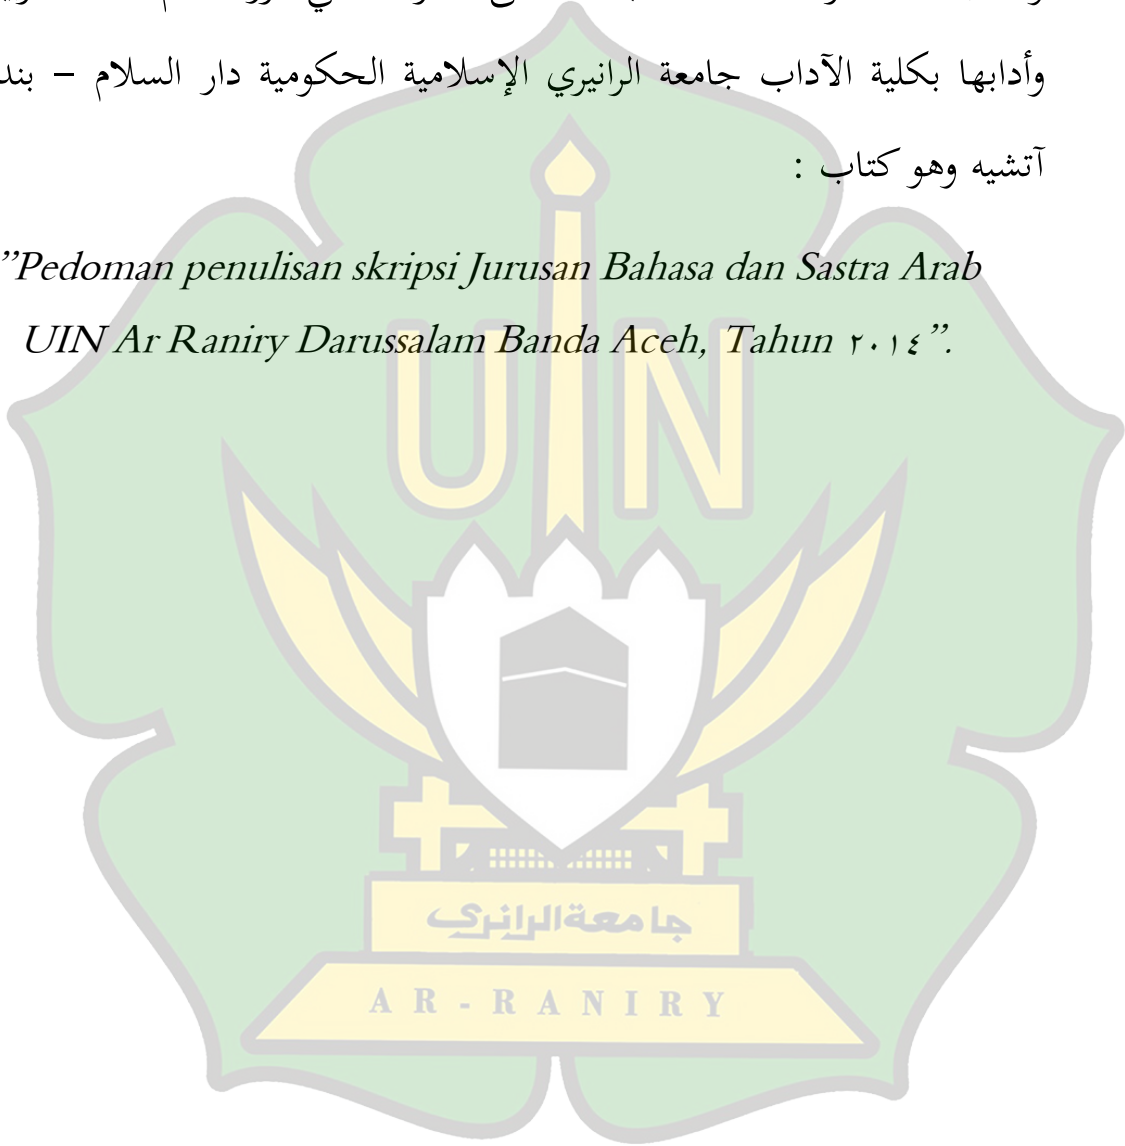 وأدابها بكلية الآداب جامعة الرانيري الإسلامية الحكومية دار السلام –
آتشيه وهو كتاب :
”Pedoman penulisan skripsi Jurusan Bahasa dan Sastra Arab
UIN Ar Raniry Darussalam Banda Aceh, Tahun ٢٠١٤”.
UIN
جامعة الرانري
AR-RANIRY